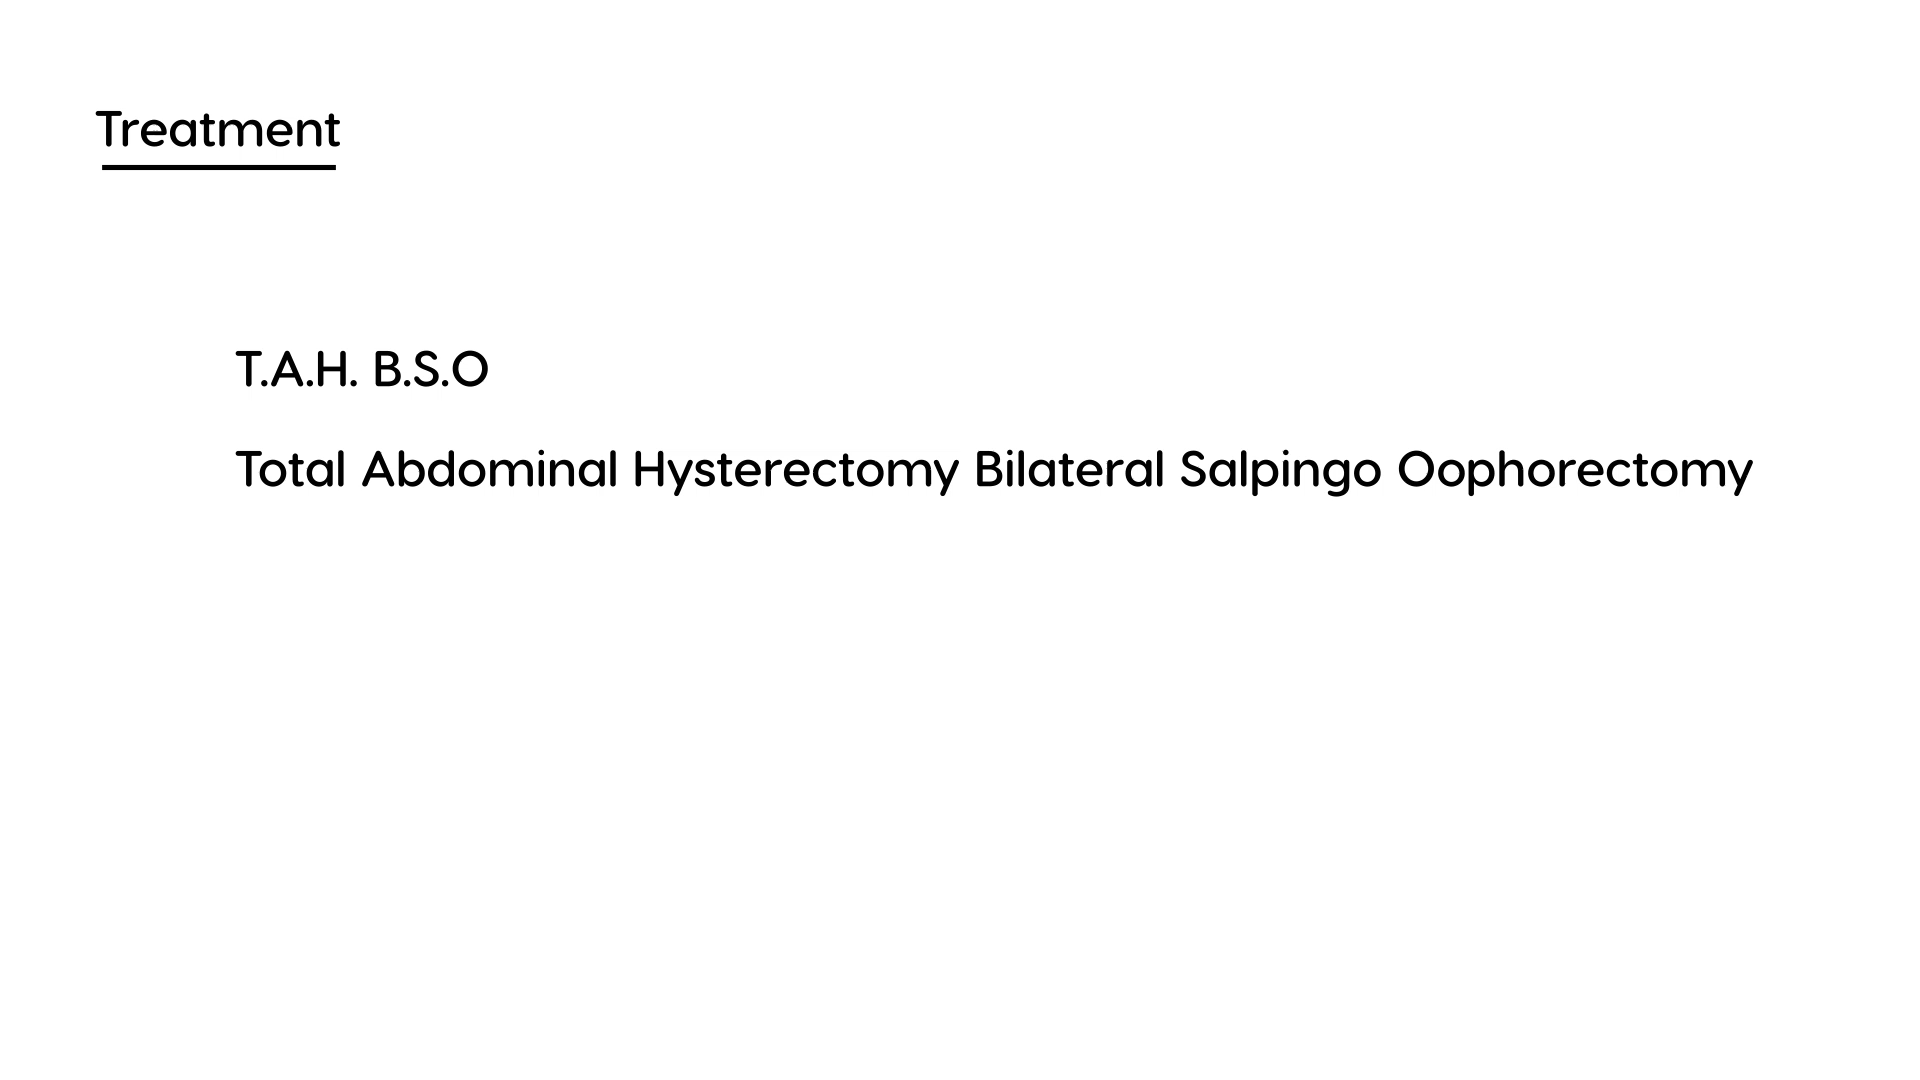 Treatment
T.A.H. B.S.O
Total Abdominal Hysterectomy Bilateral Salpingo Oophorectomy